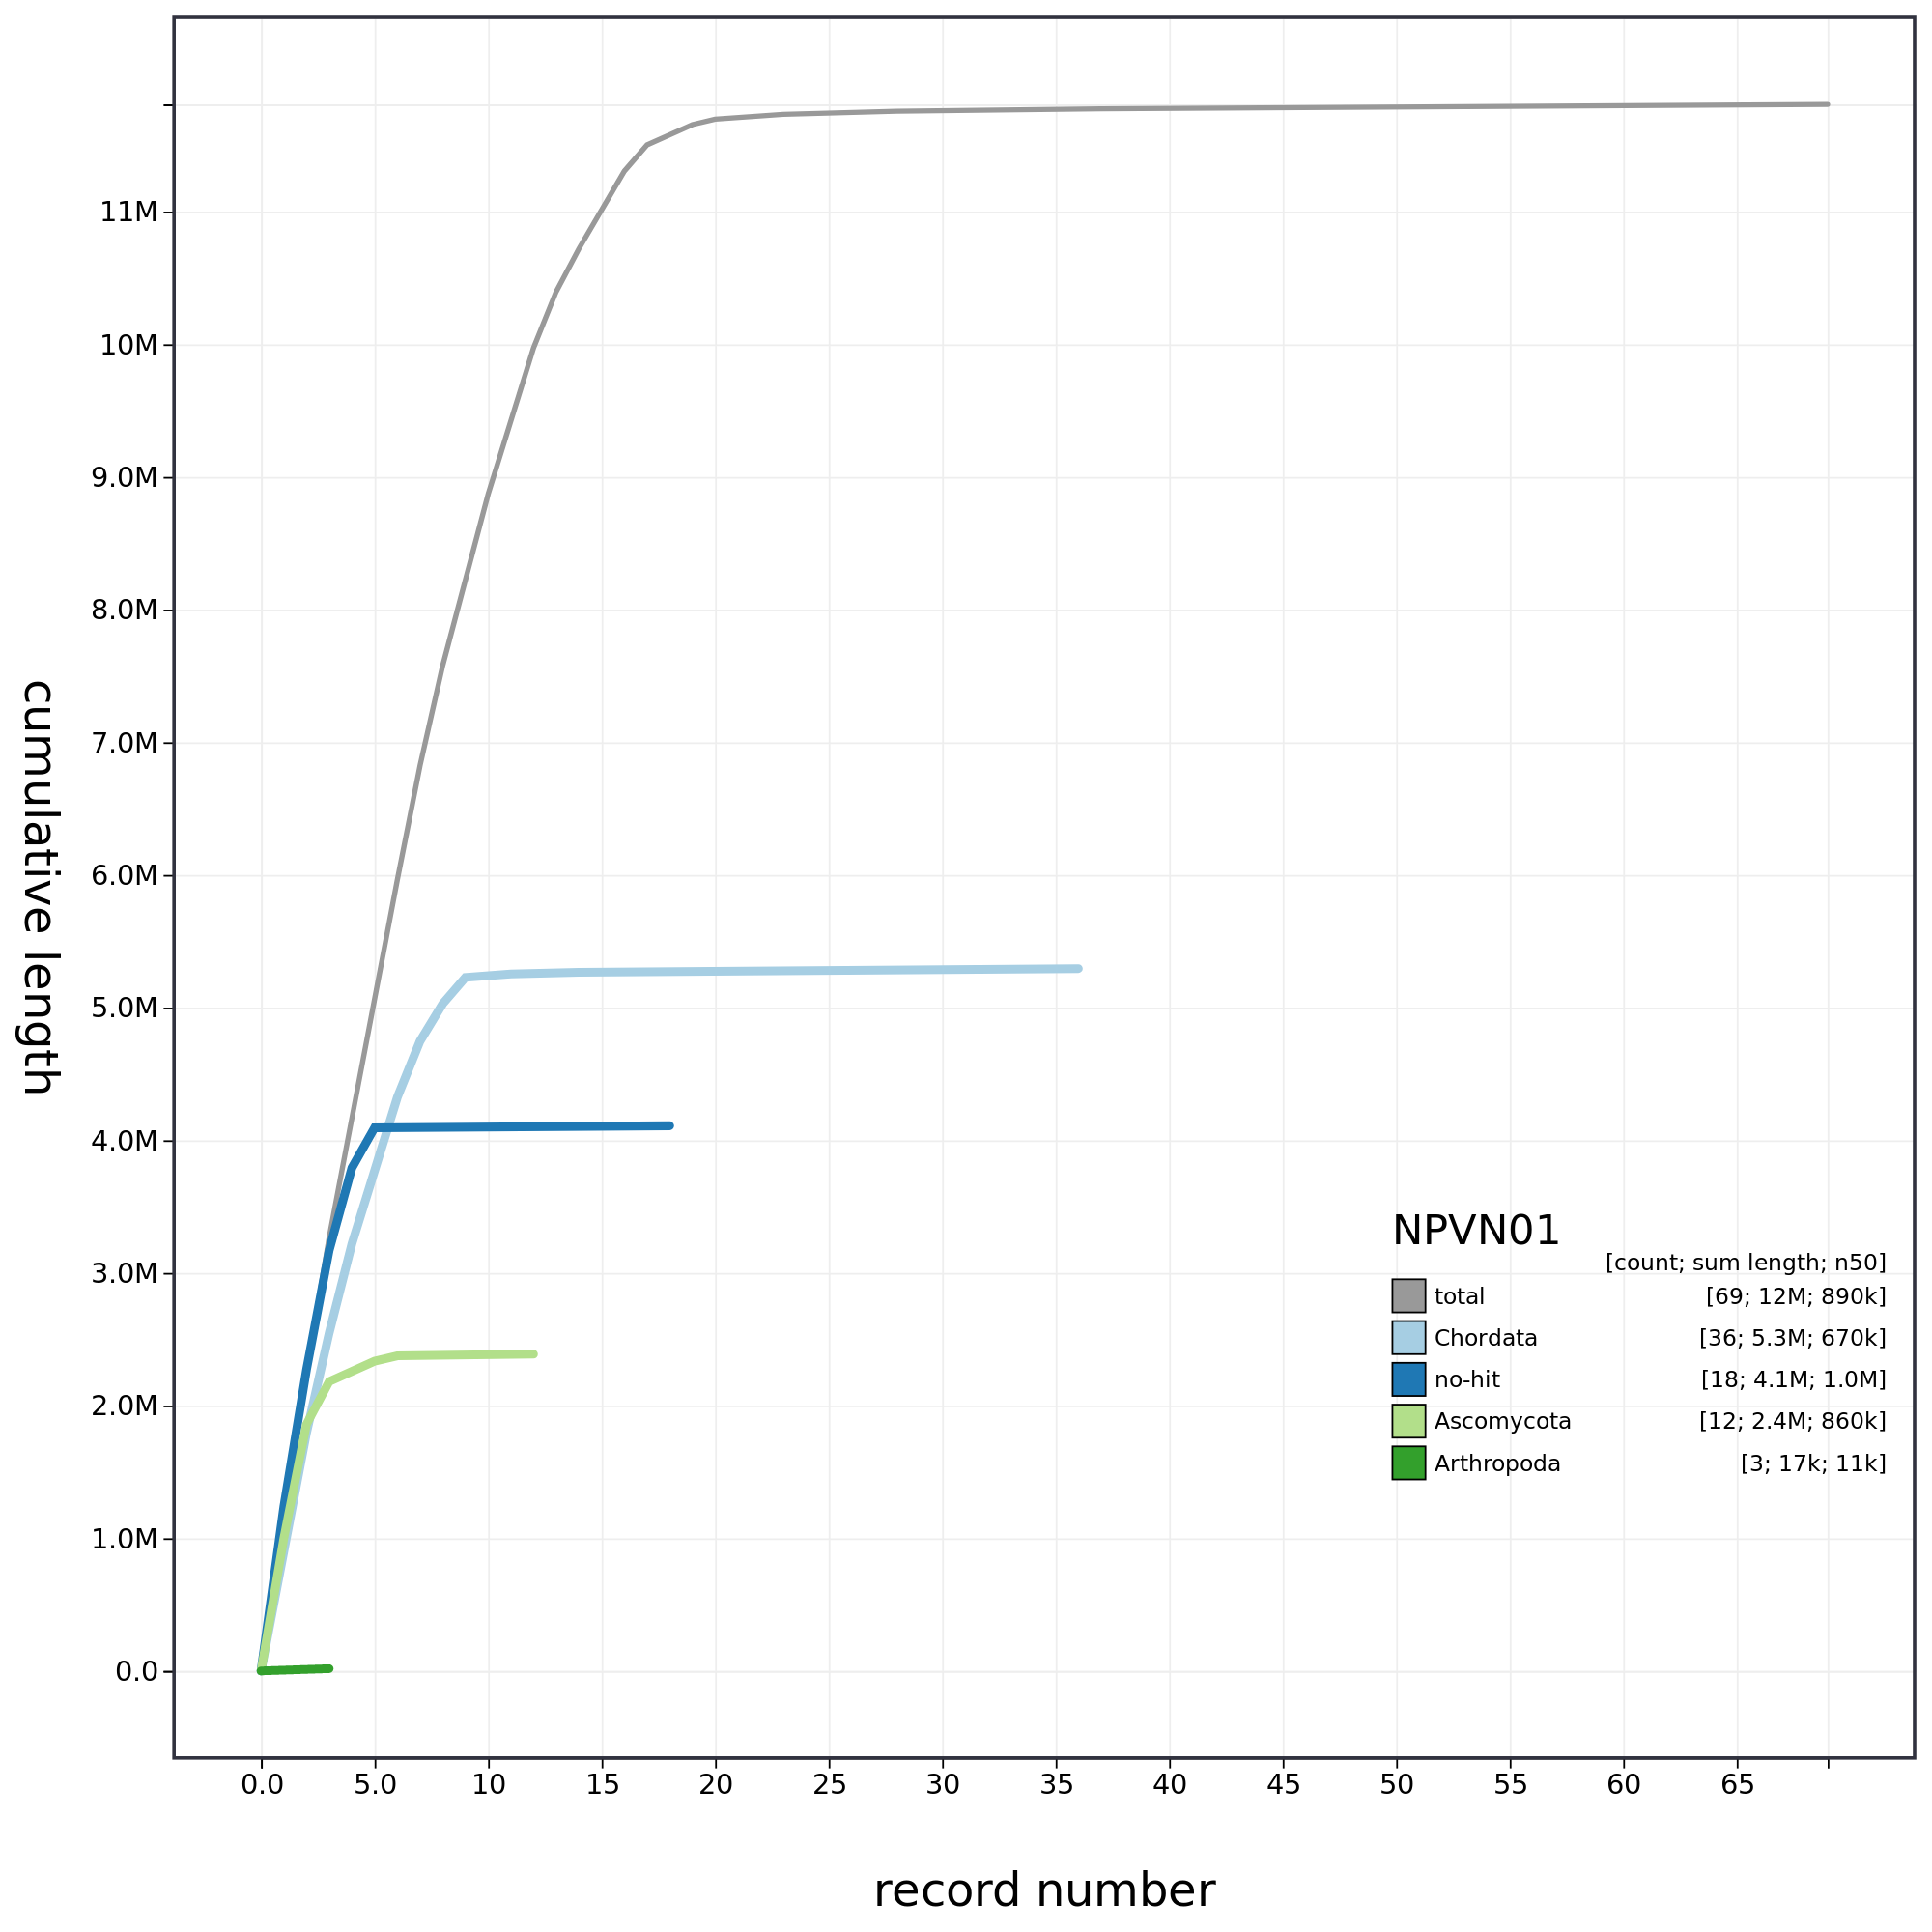 cumulative length
11M
10M
9.0M
8.0M
7.0M
6.0M
5.0M
4.0M
3.0M
2.0M
1.0M
0.0
NPVN01
[count; sum length; n50]
total [69; 12M; 890k]
Chordata [36; 5.3M; 670k]
no-hit [18; 4.1M; 1.0M]
Ascomycota [12; 2.4M; 860k]
Arthropoda [3; 17k; 11k]
0.0 5.0 10 15 20 25 30 35 40 45 50 55 60 65
record number